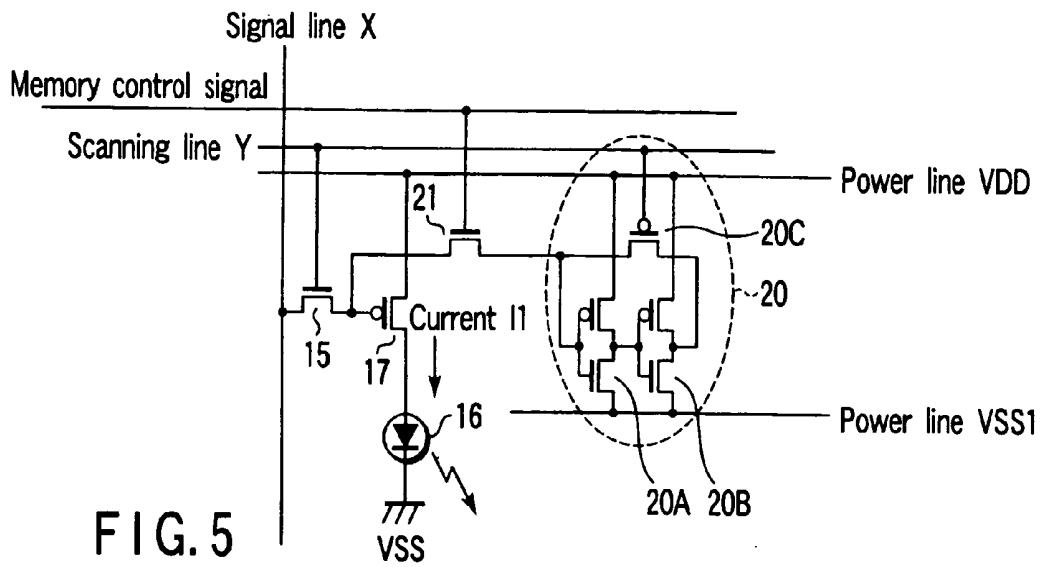 Signal line X
Memory control signal
Scanning line Y
Power line VDD
21
20C
20
15
17
Current I1
16
Power line VSS1
20A
20B
VSS
FIG. 5